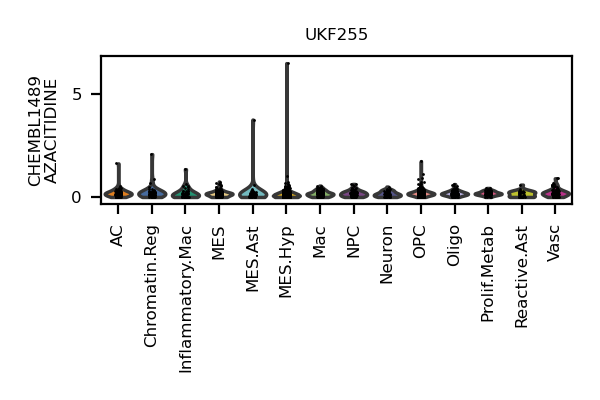 UKF255
CHEMBL1489
AZACITIDINE
5
0
AC
Chromatin.Reg
Inflammatory.Mac
MES
MES.Ast
MES.Hyp
Mac
NPC
Neuron
OPC
Oligo
Prolif.Metab
Reactive.Ast
Vasc